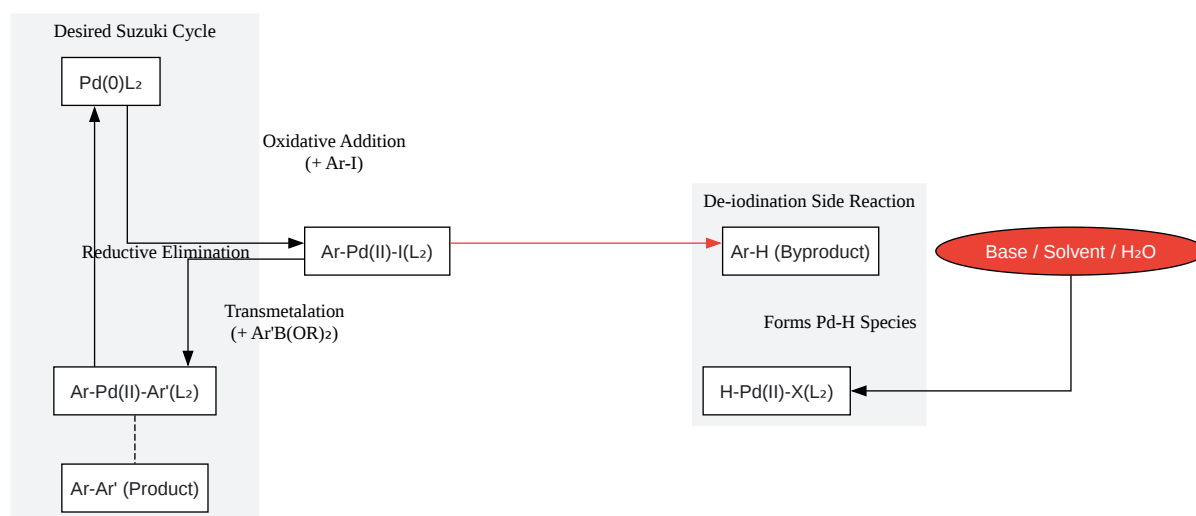 Desired Suzuki Cycle
Pd(0)L₂
Oxidative Addition
(+ Ar-I)
Reductive Elimination
Ar-Pd(II)-I(L₂)
Transmetalation
(+ Ar'B(OR)₂)
Ar-Pd(II)-Ar'(L₂)
Ar-Ar' (Product)
De-iodination Side Reaction
Ar-H (Byproduct)
Base / Solvent / H₂O
Forms Pd-H Species
H-Pd(II)-X(L₂)